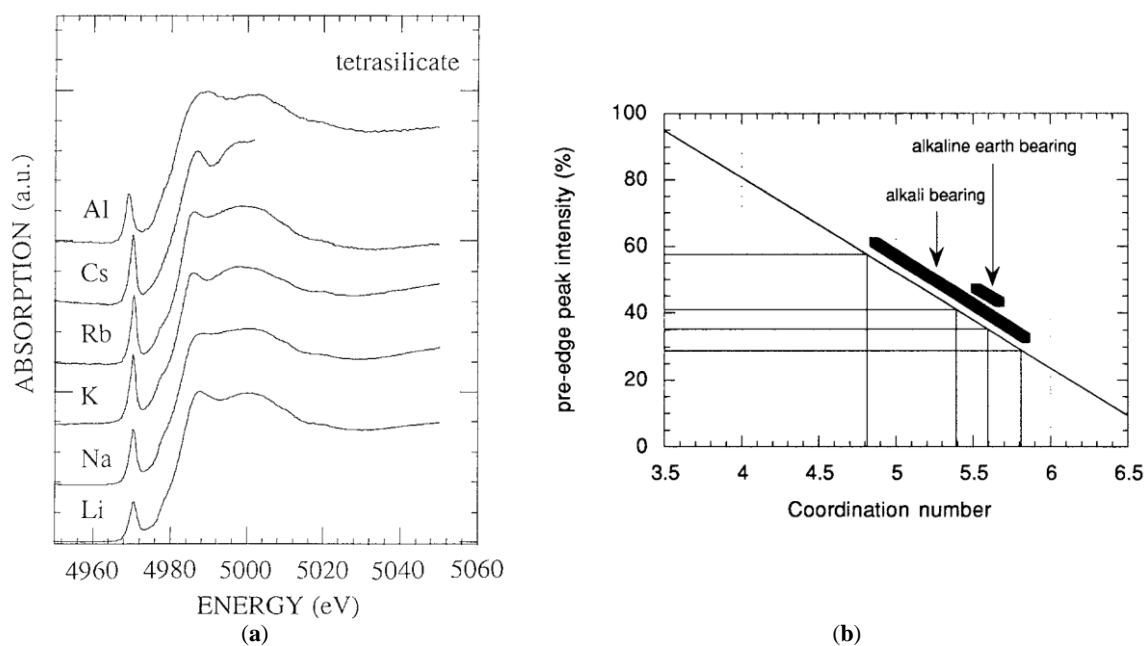 tetrasilicate
ABSORPTION (a.u.)
Al
Cs
Rb
K
Na
Li
4960 4980 5000 5020 5040 5060
ENERGY (eV)
(a)
pre-edge peak intensity (%)
100
80
60
40
20
0
alkaline earth bearing
alkali bearing
3.5 4 4.5 5 5.5 6 6.5
Coordination number
(b)